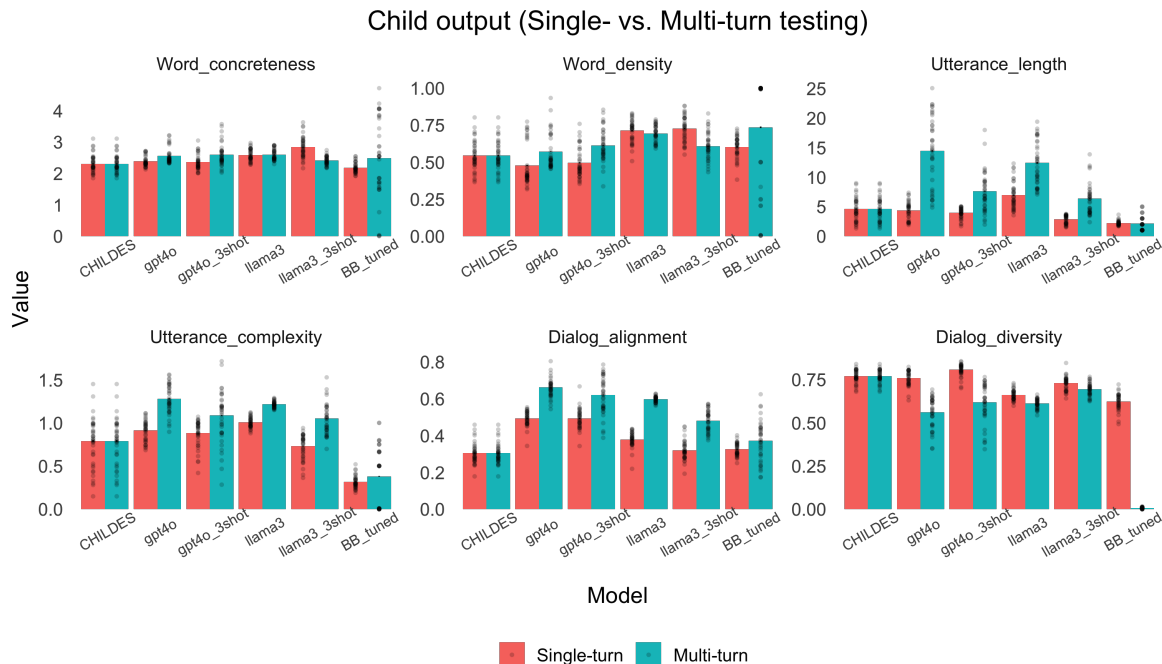 Child output (Single- vs. Multi-turn testing)
Word_concreteness
Word_density
Utterance_length
4
3
2
1
0
1.00
0.75
0.50
0.25
0.00
25
20
15
10
5
0
CHILDES
gpt4o
gpt4o_3shot
llama3
llama3_3shot
BB_tuned
CHILDES
gpt4o
gpt4o_3shot
llama3
llama3_3shot
BB_tuned
CHILDES
gpt4o
gpt4o_3shot
llama3
llama3_3shot
BB_tuned
Value
Utterance_complexity
Dialog_alignment
Dialog_diversity
1.5
1.0
0.5
0.0
0.8
0.6
0.4
0.2
0.0
0.75
0.50
0.25
0.00
CHILDES
gpt4o
gpt4o_3shot
llama3
llama3_3shot
BB_tuned
CHILDES
gpt4o
gpt4o_3shot
llama3
llama3_3shot
BB_tuned
CHILDES
gpt4o
gpt4o_3shot
llama3
llama3_3shot
BB_tuned
Model
Single-turn
Multi-turn